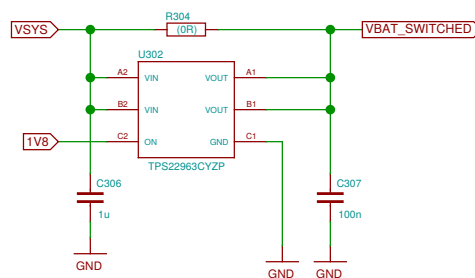 R304
VSYS
(0R)
VBAT_SWITCHED
U302
A2 VIN VOUT A1
B2 VIN VOUT B1
1V8
C2 ON GND C1
TPS22963CYZP
C306
1u
C307
100n
GND
GND
GND